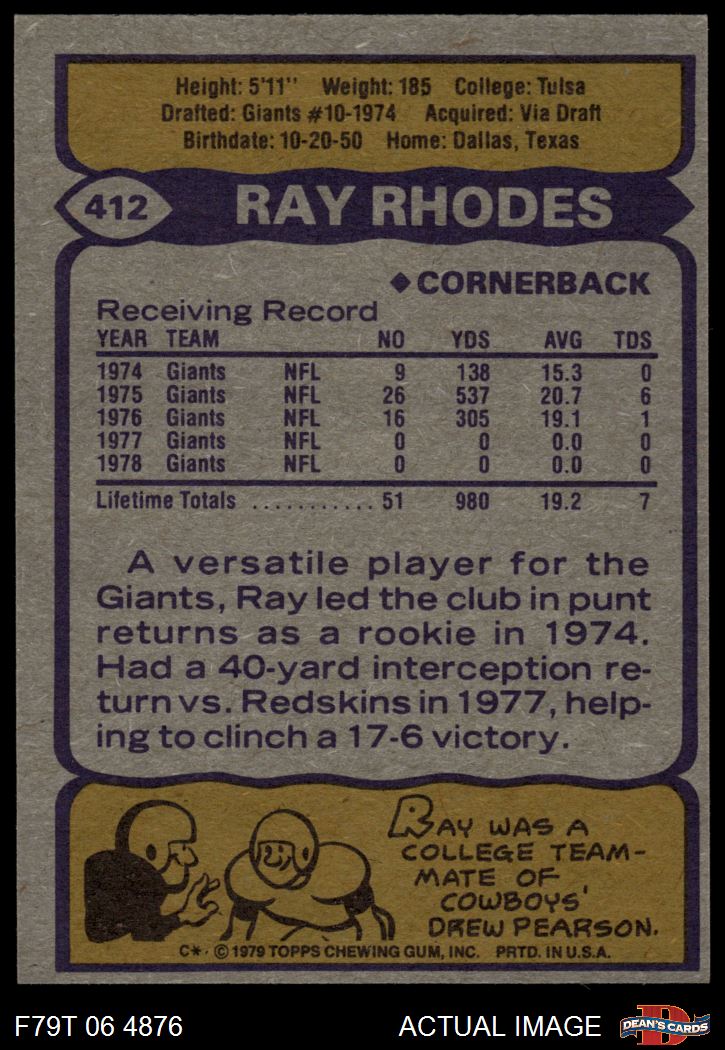 Height: 5'11" Weight: 185 College: Tulsa
Drafted: Giants #10-1974 Acquired: Via Draft
Birthdate: 10-20-50 Home: Dallas, Texas
412 RAY RHODES
◆CORNERBACK
Receiving Record
YEAR TEAM NO YDS AVG TDS
1974 Giants NFL 9 138 15.3 0
1975 Giants NFL 26 537 20.7 6
1976 Giants NFL 16 305 19.1 1
1977 Giants NFL 0 0 0.0 0
1978 Giants NFL 0 0 0.0 0
Lifetime Totals ........... 51 980 19.2 7
A versatile player for the
Giants, Ray led the club in punt
returns as a rookie in 1974.
Had a 40-yard interception re-
turn vs. Redskins in 1977, help-
ing to clinch a 17-6 victory.
RAY WAS A
COLLEGE TEAM-
MATE OF
COWBOYS'
DREW PEARSON.
C*· ©1979 TOPPS CHEWING GUM, INC. PRTD. IN U.S.A.
F79T 06 4876 ACTUAL IMAGE D DEAN'S CARDS